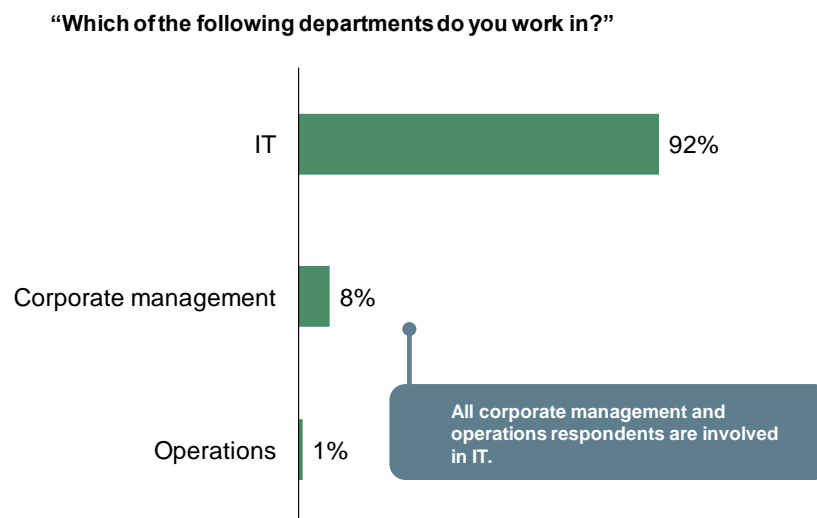 “Which of the following departments do you work in?”
IT
92%
Corporate management
8%
All corporate management and
operations respondents are involved
in IT.
Operations
1%